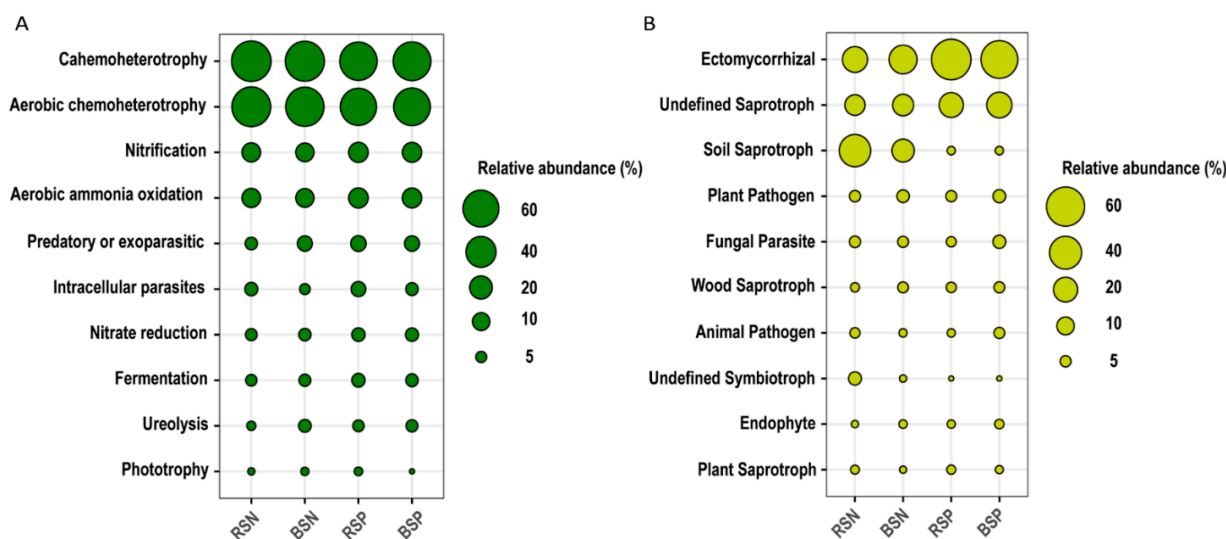 A
Cahemoheterotrophy
Aerobic chemoheterotrophy
Nitrification
Aerobic ammonia oxidation
Predatory or exoparasitic
Intracellular parasites
Nitrate reduction
Fermentation
Ureolysis
Phototrophy
RSN
BSN
RSP
BSP
Relative abundance (%)
60
40
20
10
5
B
Ectomycorrhizal
Undefined Saprotroph
Soil Saprotroph
Plant Pathogen
Fungal Parasite
Wood Saprotroph
Animal Pathogen
Undefined Symbiotroph
Endophyte
Plant Saprotroph
RSN
BSN
RSP
BSP
Relative abundance (%)
60
40
20
10
5